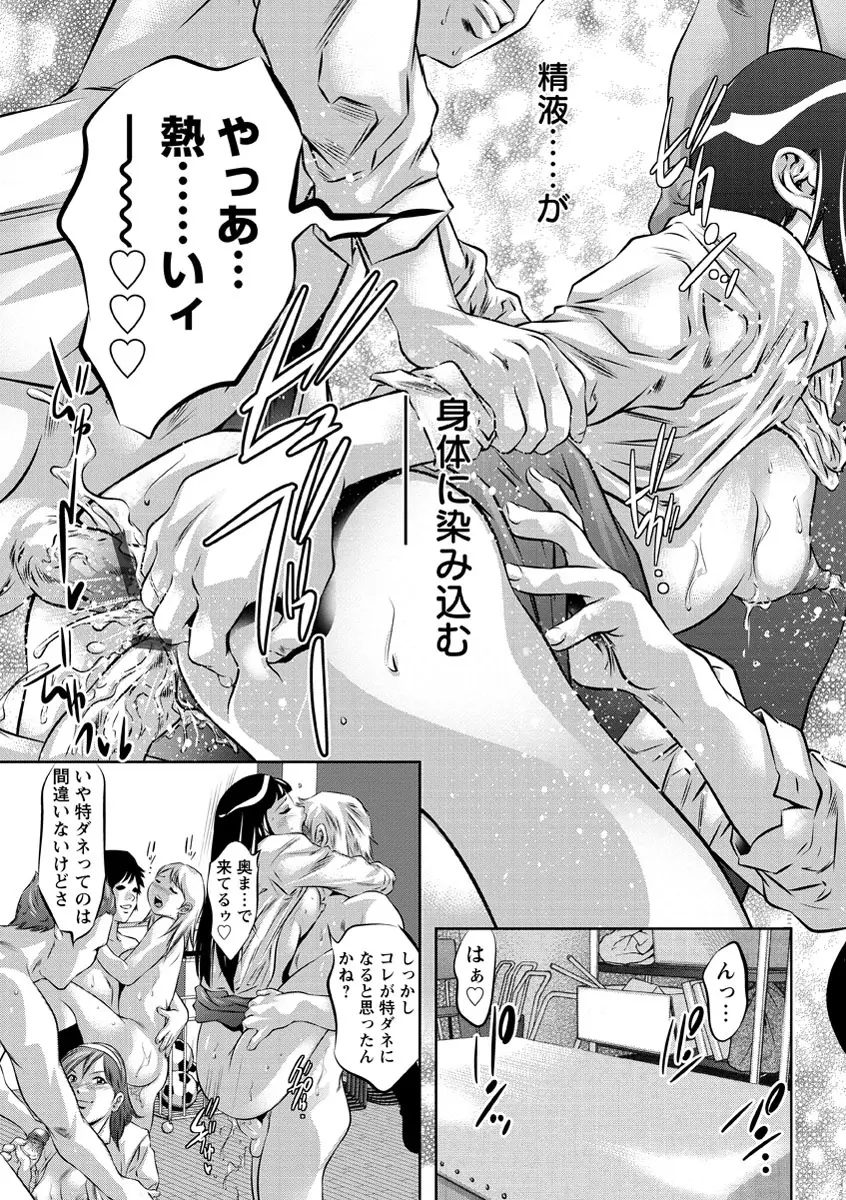 精液……が
やっあ…
熱……いィ
～～♡♡♡
身体に染み込む
んっ…
はぁ♡
奥ま…で
来てるゥ♡
しっかし
コレが特ダネに
なると思ったん
かね？
いや特ダネってのは
間違いないけどさ